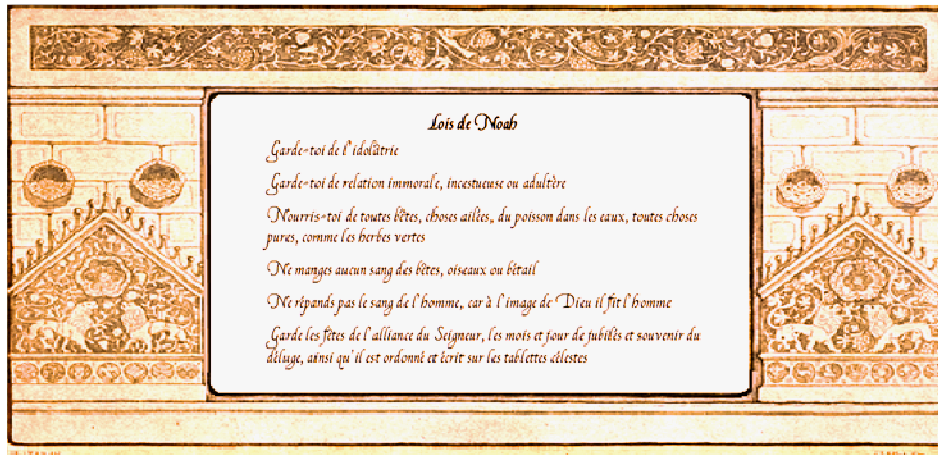 Lois de Noah
Garde-toi de l'idolâtrie
Garde-toi de relation immorale, incestueuse ou adultère
Nourris-toi de toutes bêtes, choses ailées, du poisson dans les eaux, toutes choses
pures, comme les herbes vertes
Ne manges aucun sang des bêtes, oiseaux ou bétail
Ne répands pas le sang de l'homme, car à l'image de Dieu il fit l'homme
Garde les fêtes de l'alliance du Seigneur, les mois et jour de jubilés et souvenir du
déluge, ainsi qu'il est ordonné et écrit sur les tablettes célestes